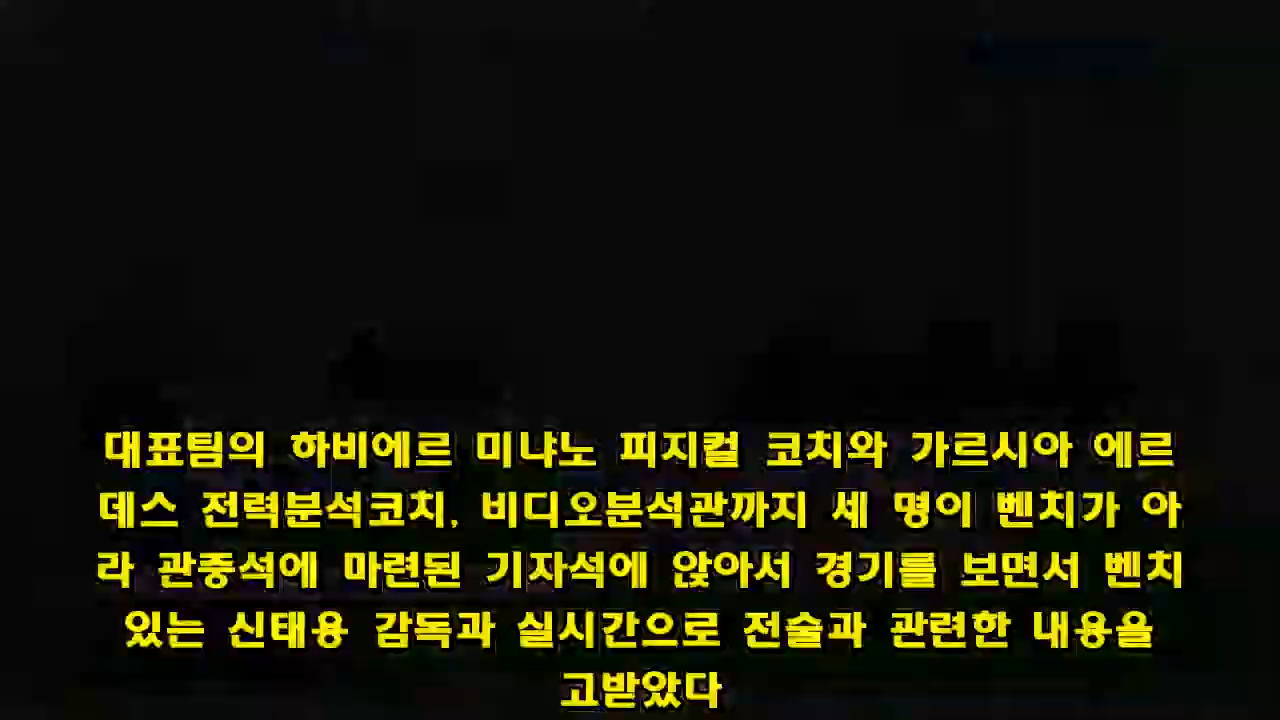 대표팀의 하비에르 미냐노 피지컬 코치와 가르시아 에르
데스 전력분석코치, 비디오분석관까지 세 명이 벤치가 아
라 관중석에 마련된 기자석에 앉아서 경기를 보면서 벤치
있는 신태용 감독과 실시간으로 전술과 관련한 내용을
고받았다